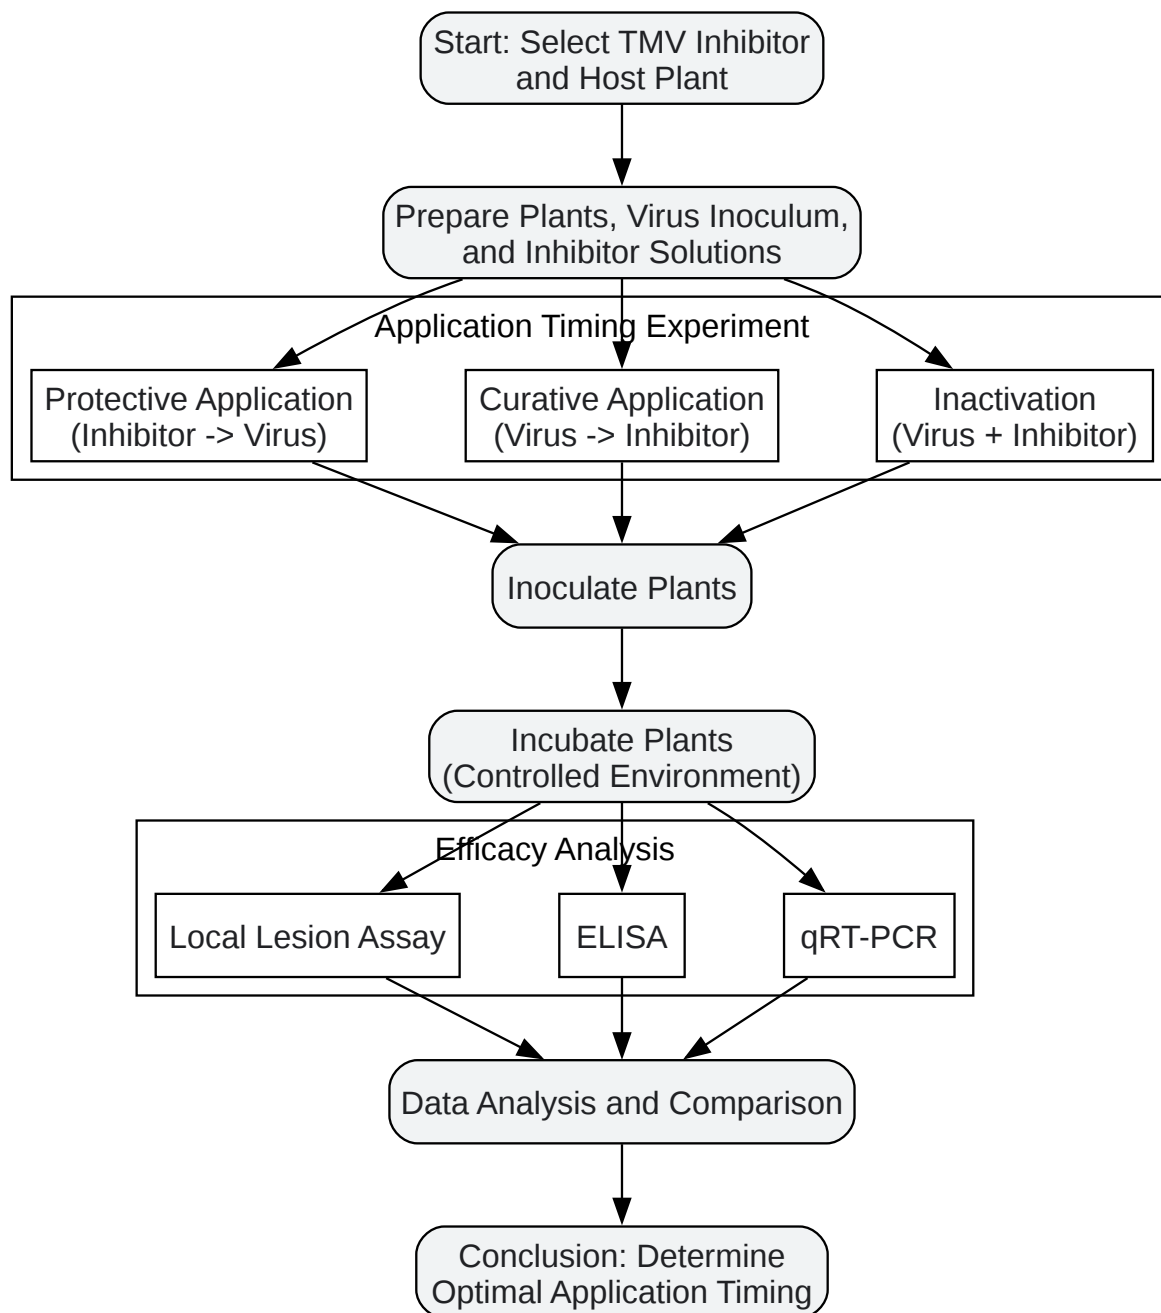 Start: Select TMV Inhibitor
and Host Plant
Prepare Plants, Virus Inoculum,
and Inhibitor Solutions
Application Timing Experiment
Protective Application
(Inhibitor -> Virus)
Curative Application
(Virus -> Inhibitor)
Inactivation
(Virus + Inhibitor)
Inoculate Plants
Incubate Plants
(Controlled Environment)
Efficacy Analysis
Local Lesion Assay
ELISA
qRT-PCR
Data Analysis and Comparison
Conclusion: Determine
Optimal Application Timing